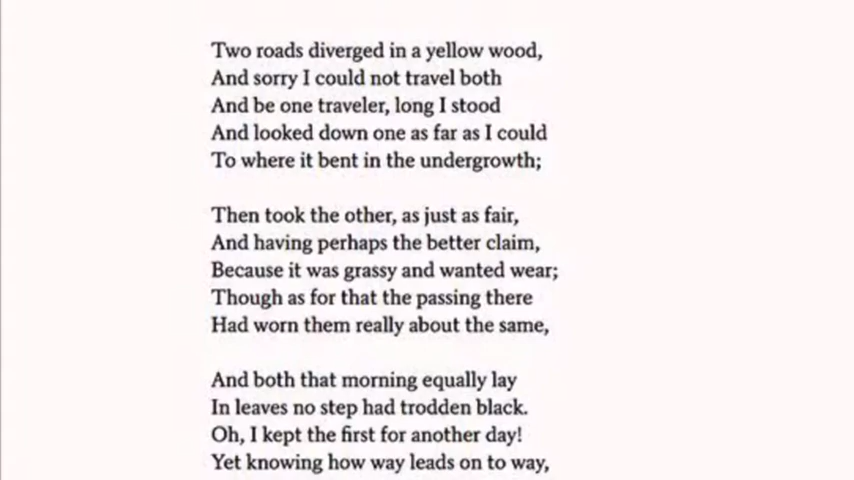 Two roads diverged in a yellow wood,
And sorry I could not travel both
And be one traveler, long I stood
And looked down one as far as I could
To where it bent in the undergrowth;
Then took the other, as just as fair,
And having perhaps the better claim,
Because it was grassy and wanted wear;
Though as for that the passing there
Had worn them really about the same,
And both that morning equally lay
In leaves no step had trodden black.
Oh, I kept the first for another day!
Yet knowing how way leads on to way,